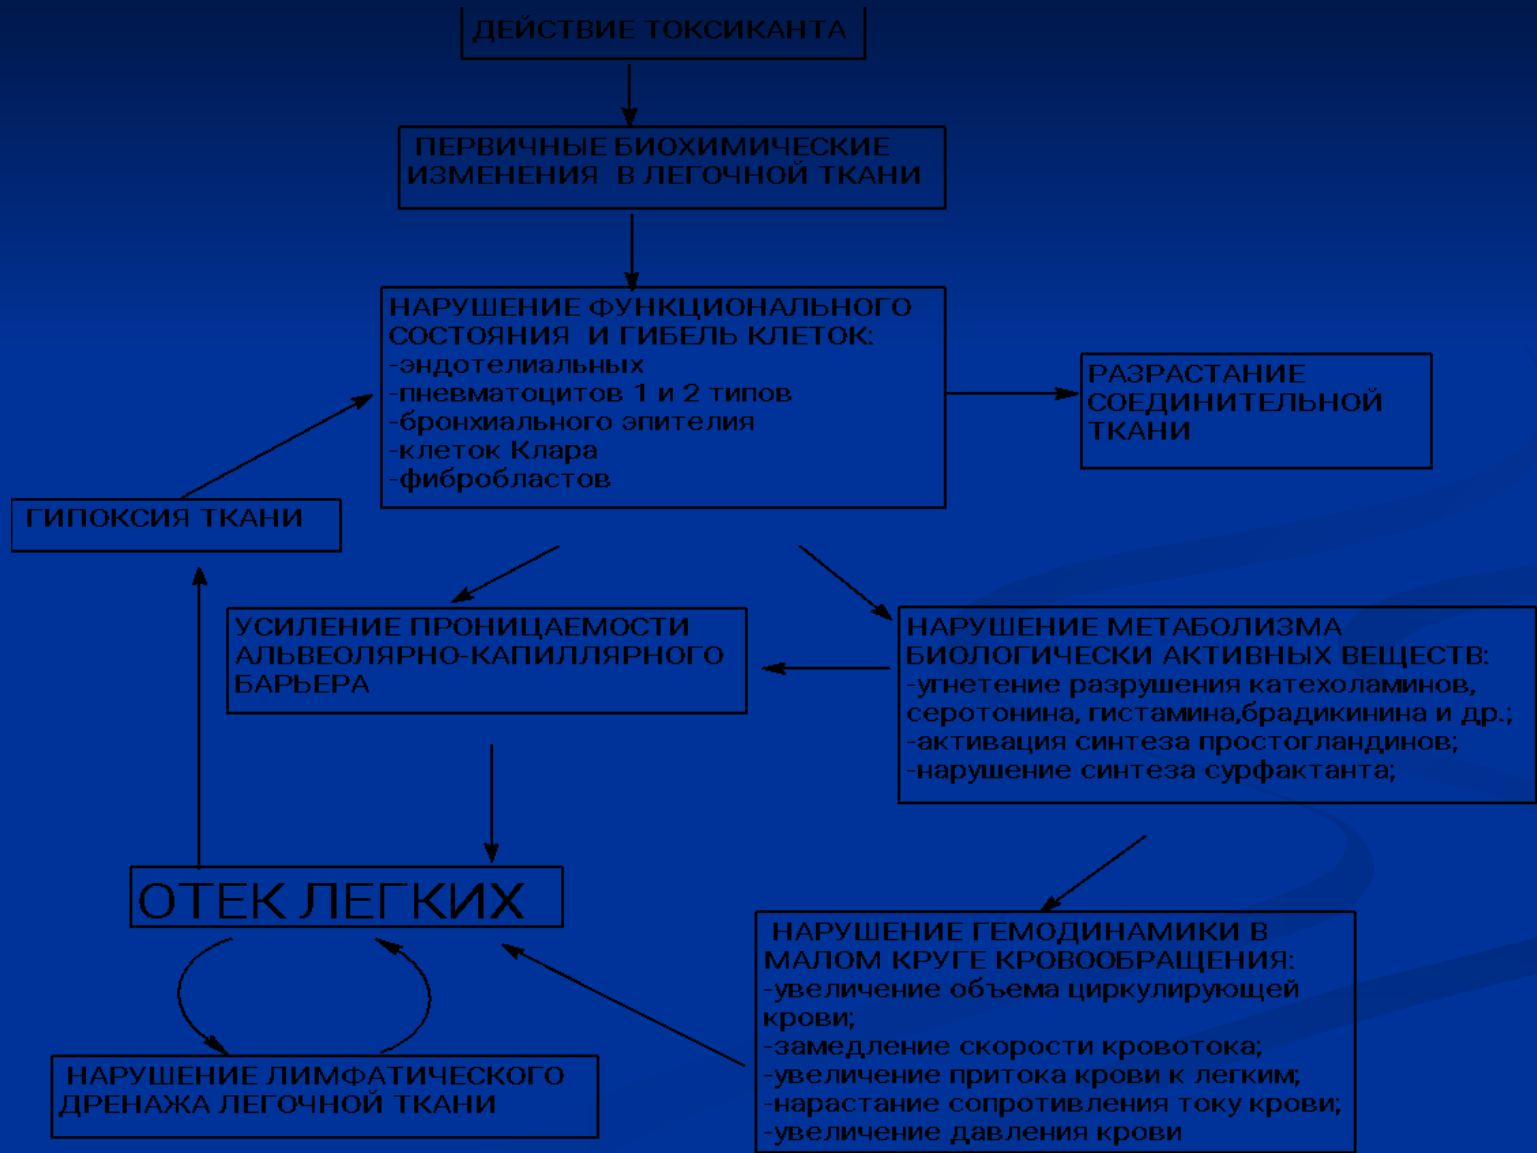 ДЕЙСТВИЕ ТОКСИКАНТА
ПЕРВИЧНЫЕ БИОХИМИЧЕСКИЕ
ИЗМЕНЕНИЯ В ЛЕГОЧНОЙ ТКАНИ
НАРУШЕНИЕ ФУНКЦИОНАЛЬНОГО
СОСТОЯНИЯ И ГИБЕЛЬ КЛЕТОК:
-эндотелиальных
-пневматоцитов 1 и 2 типов
-бронхиального эпителия
-клеток Клара
-фибробластов
РАЗРАСТАНИЕ
СОЕДИНИТЕЛЬНОЙ
ТКАНИ
ГИПОКСИЯ ТКАНИ
УСИЛЕНИЕ ПРОНИЦАЕМОСТИ
АЛЬВЕОЛЯРНО-КАПИЛЛЯРНОГО
БАРЬЕРА
НАРУШЕНИЕ МЕТАБОЛИЗМА
БИОЛОГИЧЕСКИ АКТИВНЫХ ВЕЩЕСТВ:
-угнетение разрушения катехоламинов,
серотонина, гистамина,брадикинина и др.;
-активация синтеза простогландинов;
-нарушение синтеза сурфактанта;
ОТЕК ЛЕГКИХ
НАРУШЕНИЕ ГЕМОДИНАМИКИ В
МАЛОМ КРУГЕ КРОВООБРАЩЕНИЯ:
-увеличение объема циркулирующей
крови;
-замедление скорости кровотока;
-увеличение притока крови к легким;
-нарастание сопротивления току крови;
-увеличение давления крови
НАРУШЕНИЕ ЛИМФАТИЧЕСКОГО
ДРЕНАЖА ЛЕГОЧНОЙ ТКАНИ